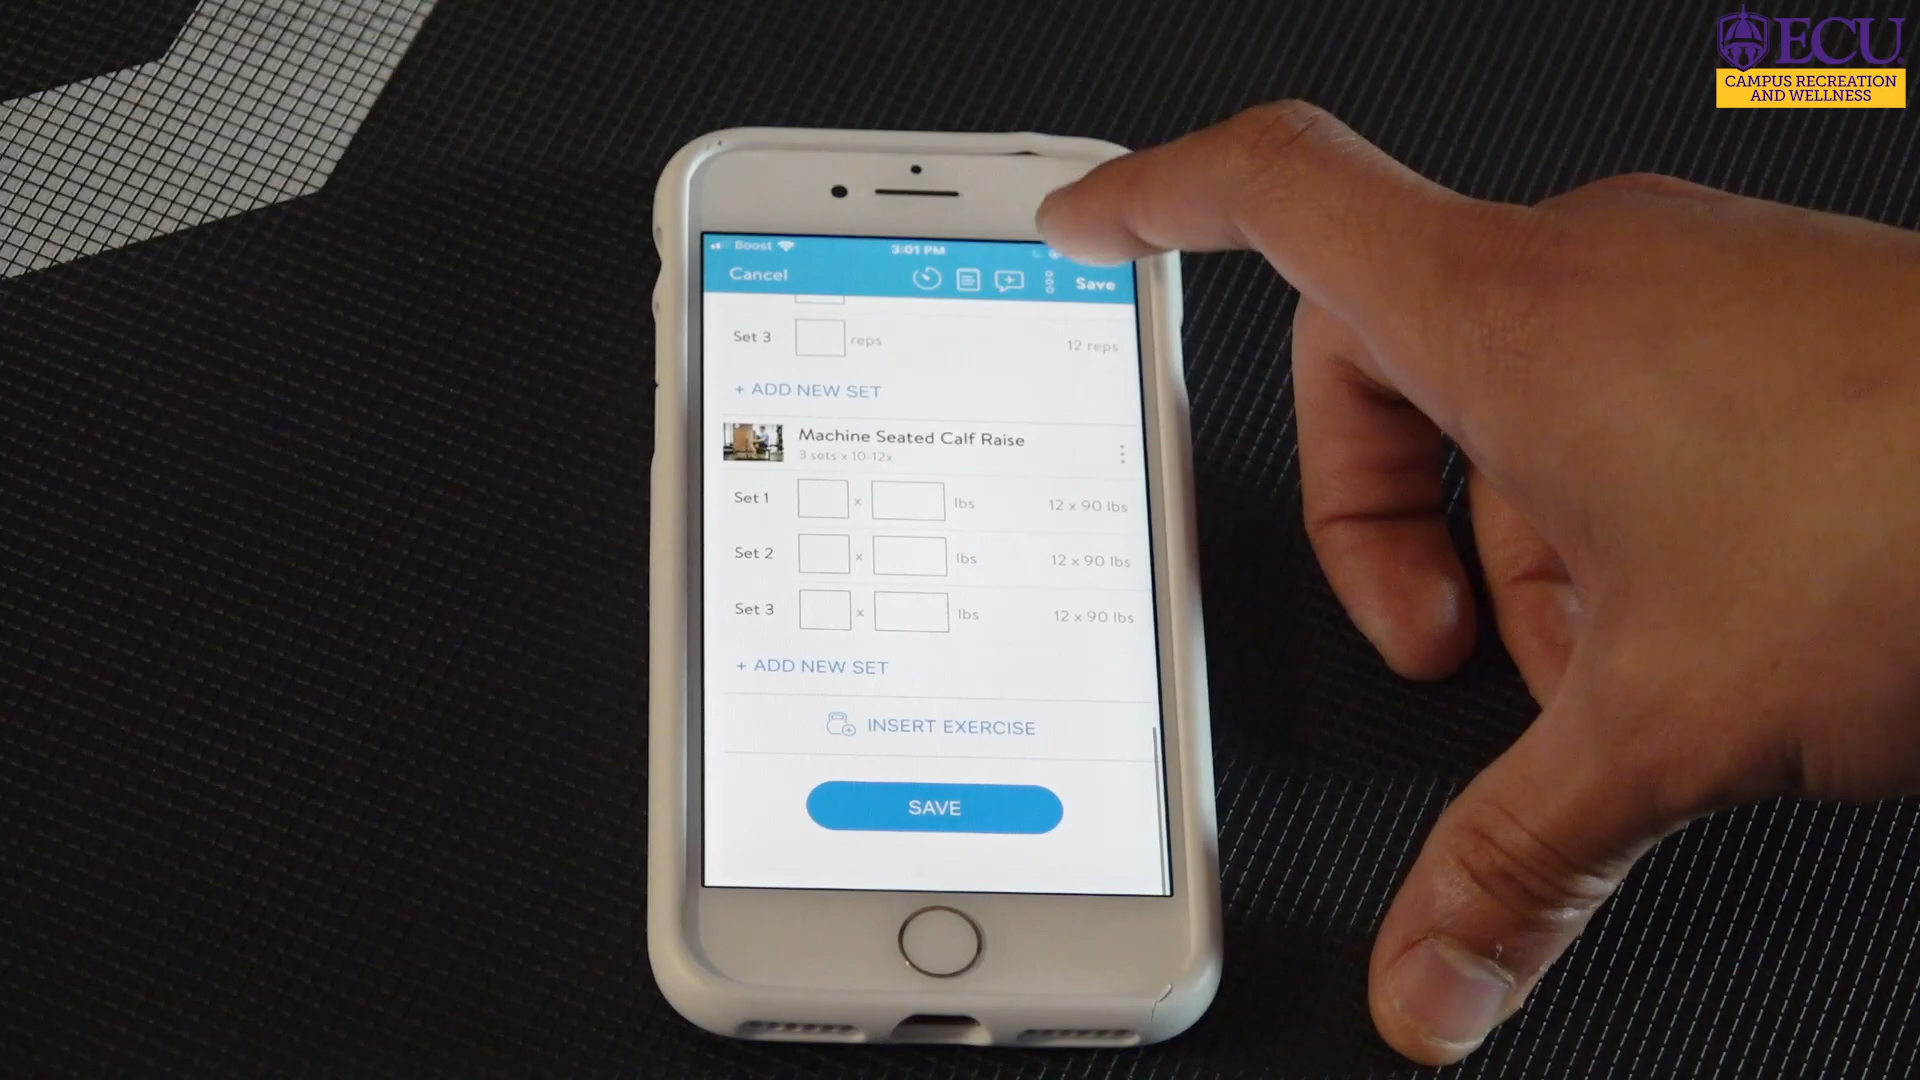 ECU
CAMPUS RECREATION
AND WELLNESS
Boost
3:01 PM
Cancel
Save
Set 3 reps 12 reps
+ ADD NEW SET
Machine Seated Calf Raise
3 sets x 10-12x
Set 1 x lbs 12 x 90 lbs
Set 2 x lbs 12 x 90 lbs
Set 3 x lbs 12 x 90 lbs
+ ADD NEW SET
INSERT EXERCISE
SAVE